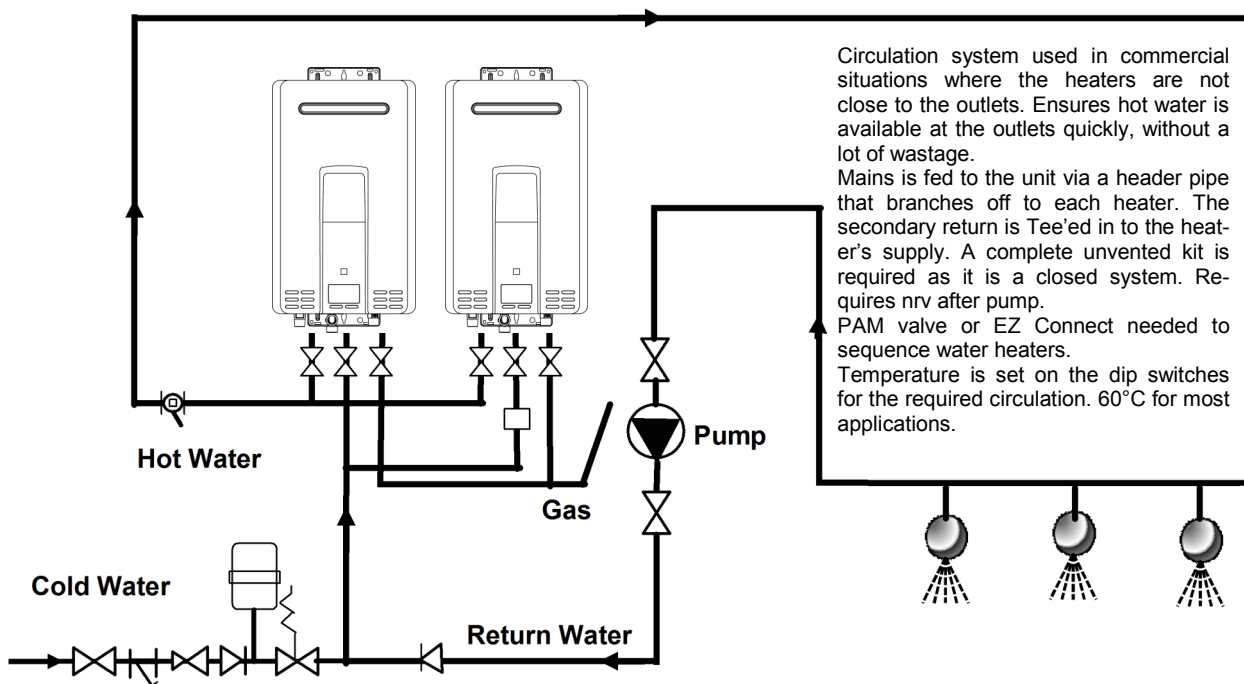 Circulation system used in commercial
situations where the heaters are not
close to the outlets. Ensures hot water is
available at the outlets quickly, without a
lot of wastage.
Mains is fed to the unit via a header pipe
that branches off to each heater. The
secondary return is Tee'ed in to the heat-
er's supply. A complete unvented kit is
required as it is a closed system. Re-
quires nrv after pump.
PAM valve or EZ Connect needed to
sequence water heaters.
Temperature is set on the dip switches
for the required circulation. 60°C for most
applications.
Hot Water
Pump
Gas
Cold Water
Return Water